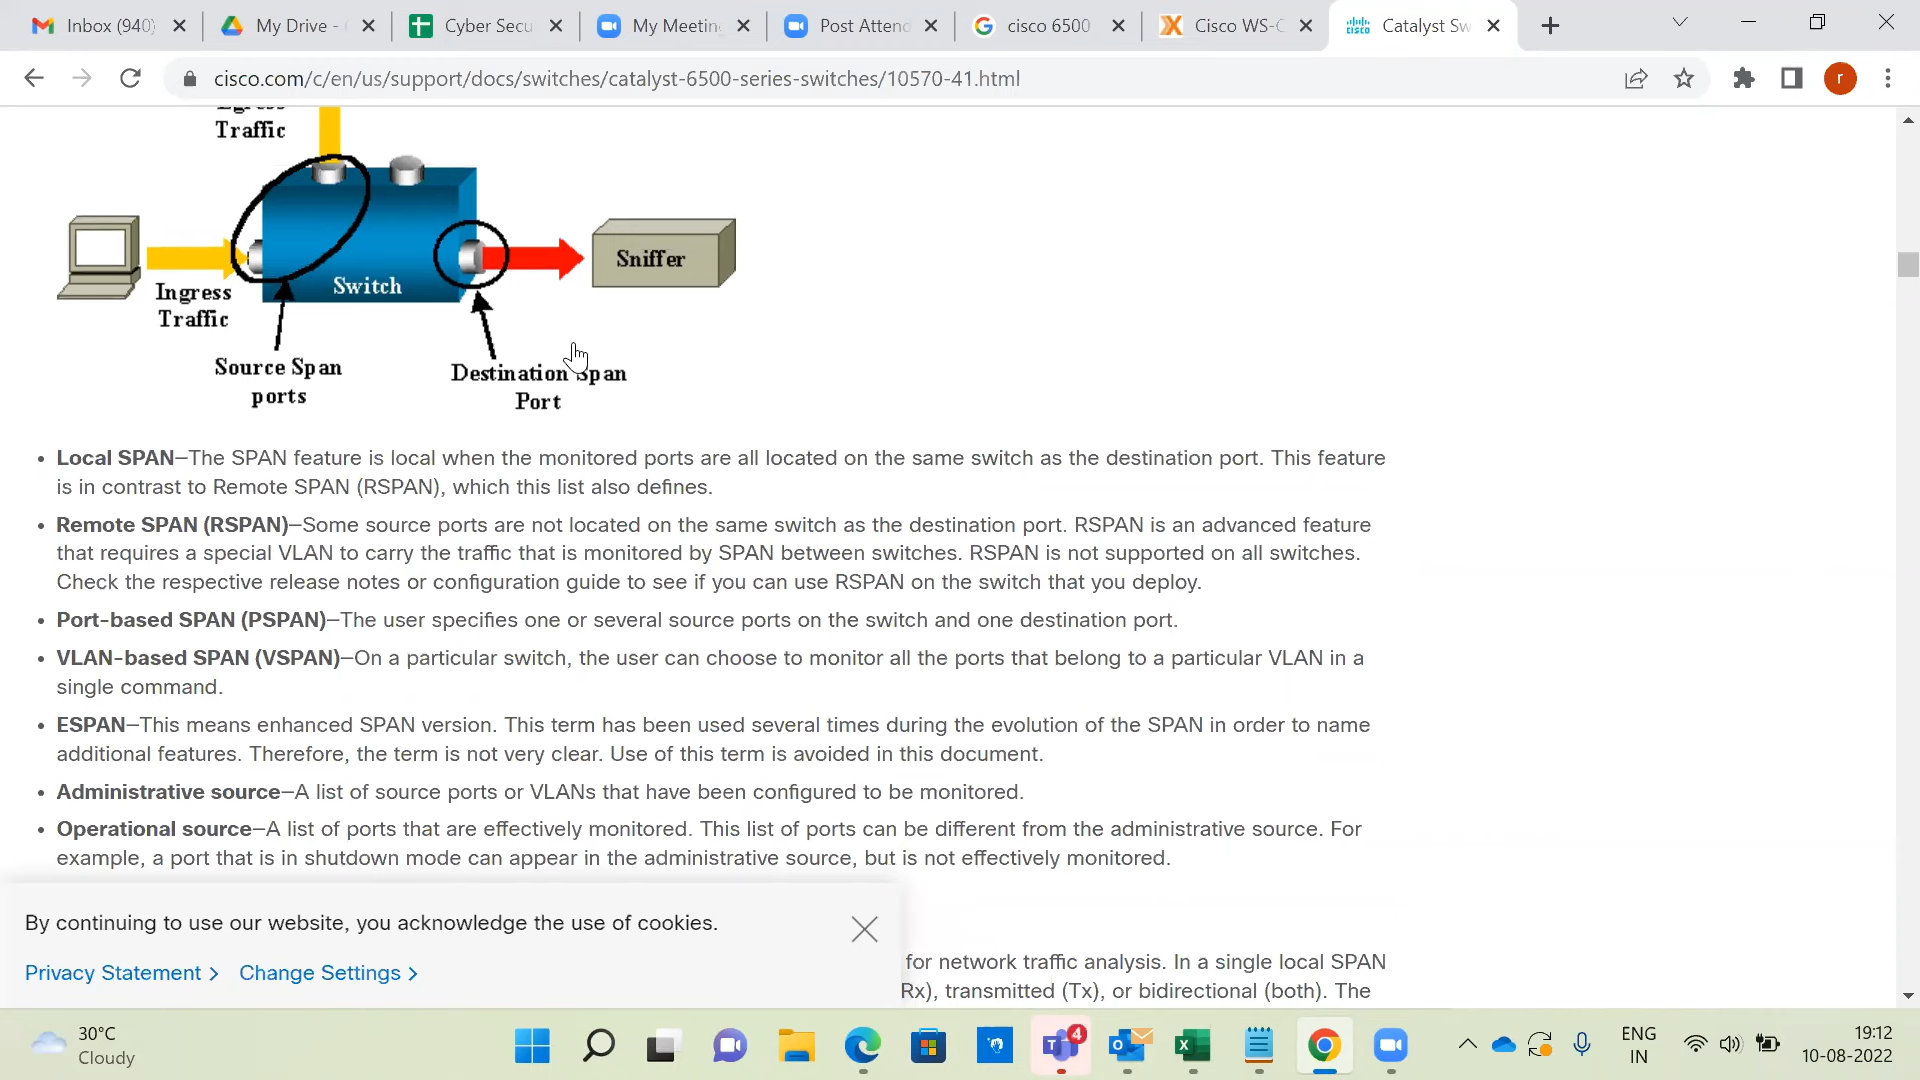 Inbox (940)
My Drive -
Cyber Secu
My Meeting
Post Attend
cisco 6500
Cisco WS-C
cisco
Catalyst Sw
cisco.com/c/en/us/support/docs/switches/catalyst-6500-series-switches/10570-41.html
r
Egress
Traffic
Ingress
Traffic
Switch
Sniffer
Source Span
ports
Destination Span
Port
• Local SPAN—The SPAN feature is local when the monitored ports are all located on the same switch as the destination port. This feature
is in contrast to Remote SPAN (RSPAN), which this list also defines.
• Remote SPAN (RSPAN)—Some source ports are not located on the same switch as the destination port. RSPAN is an advanced feature
that requires a special VLAN to carry the traffic that is monitored by SPAN between switches. RSPAN is not supported on all switches.
Check the respective release notes or configuration guide to see if you can use RSPAN on the switch that you deploy.
• Port-based SPAN (PSPAN)—The user specifies one or several source ports on the switch and one destination port.
• VLAN-based SPAN (VSPAN)—On a particular switch, the user can choose to monitor all the ports that belong to a particular VLAN in a
single command.
• ESPAN—This means enhanced SPAN version. This term has been used several times during the evolution of the SPAN in order to name
additional features. Therefore, the term is not very clear. Use of this term is avoided in this document.
• Administrative source—A list of source ports or VLANs that have been configured to be monitored.
• Operational source—A list of ports that are effectively monitored. This list of ports can be different from the administrative source. For
example, a port that is in shutdown mode can appear in the administrative source, but is not effectively monitored.
By continuing to use our website, you acknowledge the use of cookies.
Privacy Statement >
Change Settings >
for network traffic analysis. In a single local SPAN
Rx), transmitted (Tx), or bidirectional (both). The
30°C
Cloudy
4
ENG
IN
19:12
10-08-2022